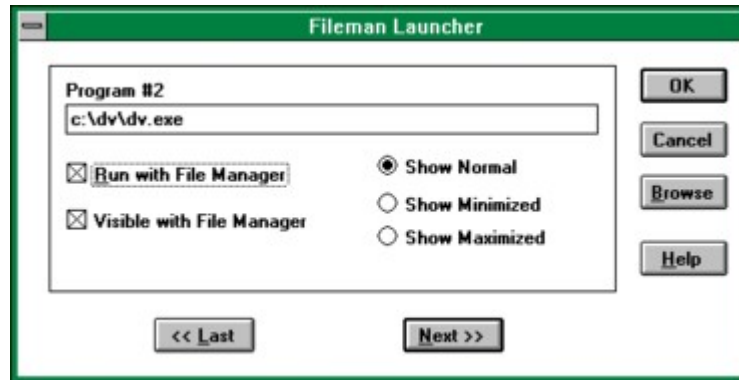 Fileman Launcher
Program #2
c:\dv\dv.exe
Run with File Manager
Visible with File Manager
Show Normal
Show Minimized
Show Maximized
OK
Cancel
Browse
Help
<< Last
Next >>